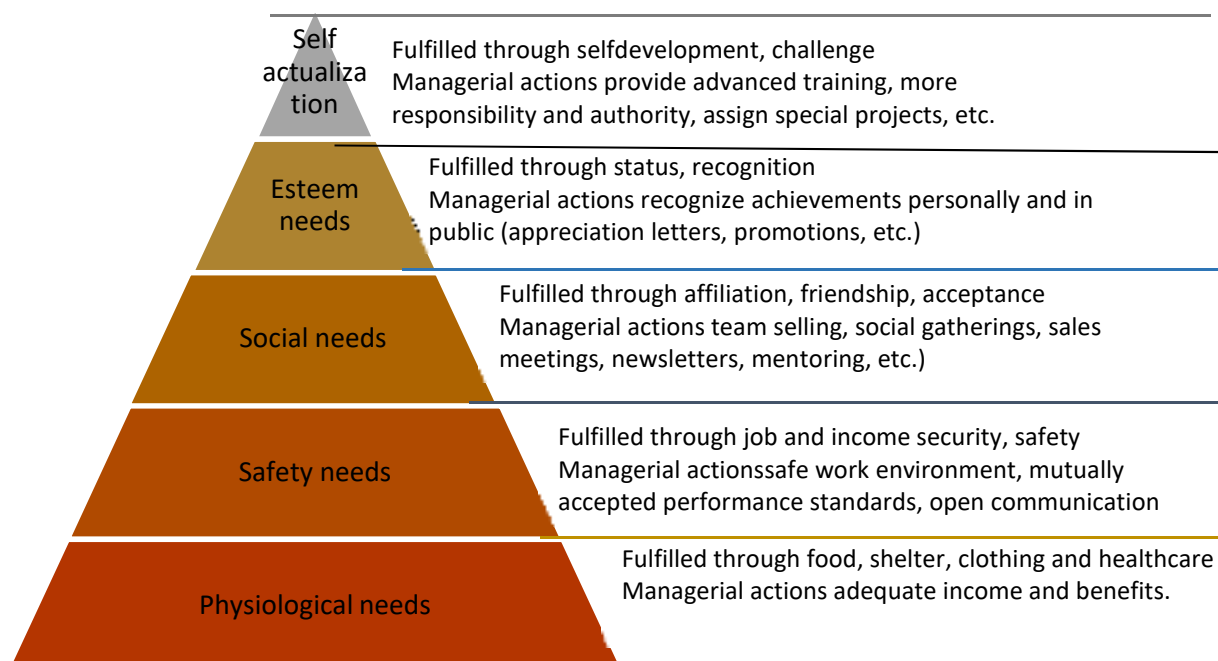 Self
actualiza
tion
Fulfilled through selfdevelopment, challenge
Managerial actions provide advanced training, more
responsibility and authority, assign special projects, etc.
Esteem
needs
Fulfilled through status, recognition
Managerial actions recognize achievements personally and in
public (appreciation letters, promotions, etc.)
Social needs
Fulfilled through affiliation, friendship, acceptance
Managerial actions team selling, social gatherings, sales
meetings, newsletters, mentoring, etc.)
Safety needs
Fulfilled through job and income security, safety
Managerial actionssafe work environment, mutually
accepted performance standards, open communication
Physiological needs
Fulfilled through food, shelter, clothing and healthcare
Managerial actions adequate income and benefits.